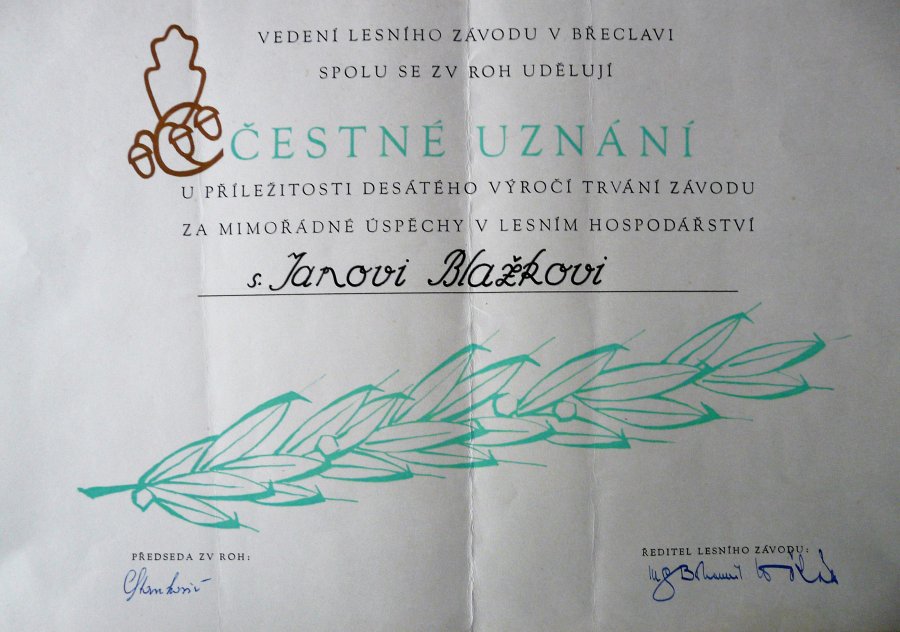 VEDENÍ LESNÍHO ZÁVODU V BŘECLAVI
SPOLU SE ZV ROH UDĚLUJÍ
ČESTNÉ UZNÁNÍ
U PŘÍLEŽITOSTI DESÁTÉHO VÝROČÍ TRVÁNÍ ZÁVODU
ZA MIMOŘÁDNÉ ÚSPĚCHY V LESNÍM HOSPODÁŘSTVÍ
s. Janovi Blažkovi
PŘEDSEDA ZV ROH:
ŘEDITEL LESNÍHO ZÁVODU: